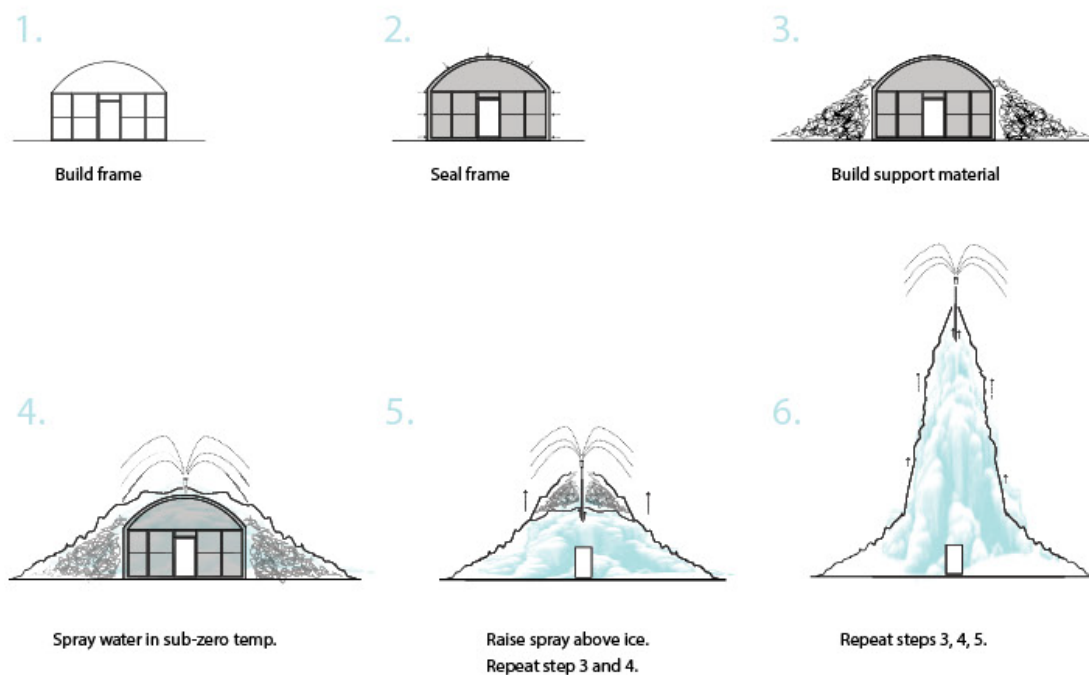 1.
Build frame
2.
Seal frame
3.
Build support material
4.
Spray water in sub-zero temp.
5.
Raise spray above ice.
Repeat step 3 and 4.
6.
Repeat steps 3, 4, 5.